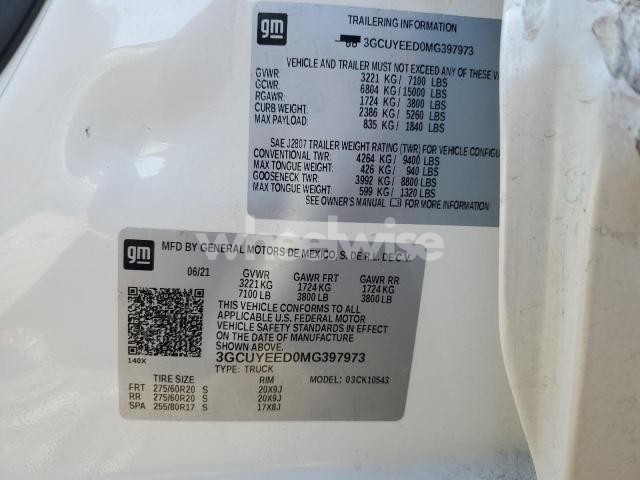 gm
TRAILERING INFORMATION
3GCUYEED0MG397973
VEHICLE AND TRAILER MUST NOT EXCEED ANY OF THESE
GVWR: 3221 KG/ 7100 LBS
GCWR: 6804 KG/15000 LBS
RGAWR: 1724 KG/ 3800 LBS
CURB WEIGHT: 2386 KG/ 5260 LBS
MAX PAYLOAD: 835 KG/ 1840 LBS
SAE J2807 TRAILER WEIGHT RATING (TWR) FOR VEHICLE CONFIGU
CONVENTIONAL TWR: 4264 KG/ 9400 LBS
MAX TONGUE WEIGHT: 426 KG/ 940 LBS
GOOSENECK TWR: 3992 KG/ 8800 LBS
MAX TONGUE WEIGHT: 599 KG/ 1320 LBS
SEE OWNER'S MANUAL FOR MORE INFORMATION
wheelwise
gm
MFD BY GENERAL MOTORS DE MEXICO, S. DE R.L. DE C.V.
06/21 GVWR GAWR FRT GAWR RR
3221 KG 1724 KG 1724 KG
7100 LB 3800 LB 3800 LB
THIS VEHICLE CONFORMS TO ALL
APPLICABLE U.S. FEDERAL MOTOR
VEHICLE SAFETY STANDARDS IN EFFECT
ON THE DATE OF MANUFACTURE SHOWN
ABOVE.
140X 3GCUYEED0MG397973
TYPE: TRUCK
TIRE SIZE RIM MODEL: 03CK10543
FRT 275/60R20 S 20X9J
RR 275/60R20 S 20X9J
SPA 255/80R17 S 17X8J